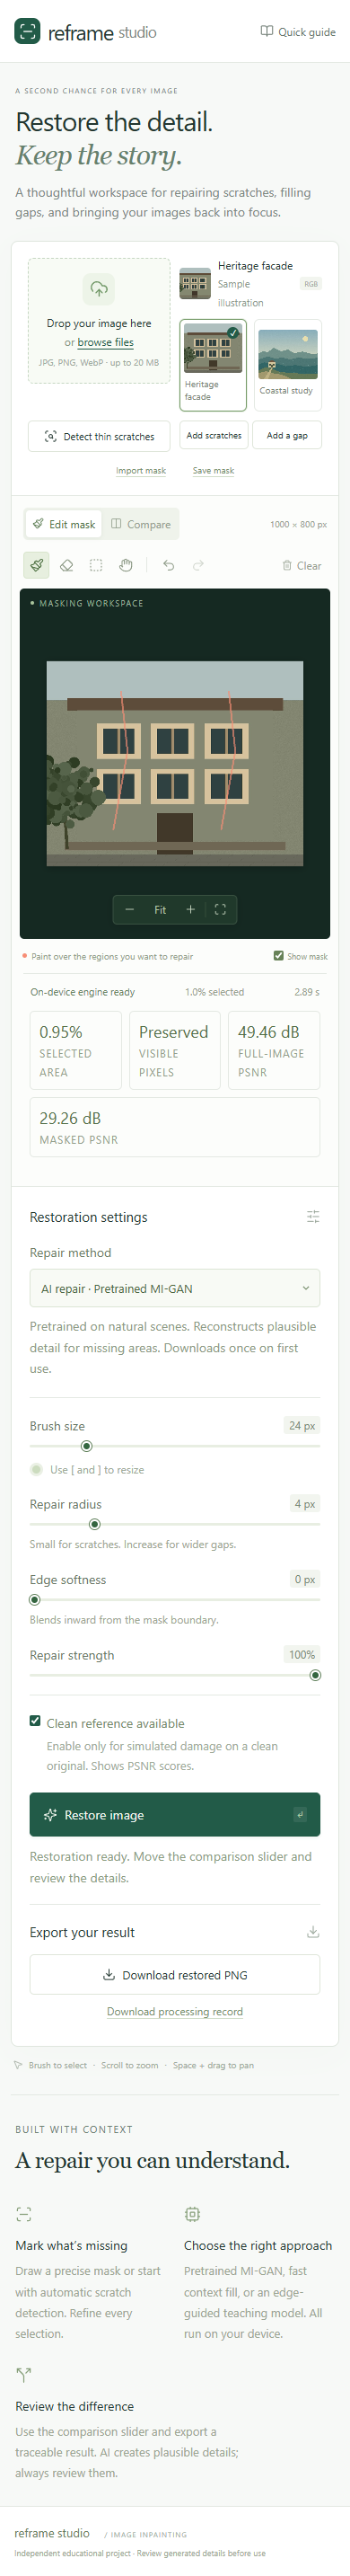 reframe studio
Quick guide
A SECOND CHANCE FOR EVERY IMAGE
Restore the detail.
Keep the story.
A thoughtful workspace for repairing scratches, filling
gaps, and bringing your images back into focus.
Drop your image here
or browse files
JPG, PNG, WebP · up to 20 MB
Heritage facade
Sample
illustration
RGB
Heritage
facade
Coastal study
Detect thin scratches
Add scratches
Add a gap
Import mask
Save mask
Edit mask
Compare
1000 × 800 px
Clear
MASKING WORKSPACE
Fit
Paint over the regions you want to repair
Show mask
On-device engine ready
1.0% selected
2.89 s
0.95%
SELECTED
AREA
Preserved
VISIBLE
PIXELS
49.46 dB
FULL-IMAGE
PSNR
29.26 dB
MASKED PSNR
Restoration settings
Repair method
AI repair · Pretrained MI-GAN
Pretrained on natural scenes. Reconstructs plausible
detail for missing areas. Downloads once on first
use.
Brush size
24 px
Use [ and ] to resize
Repair radius
4 px
Small for scratches. Increase for wider gaps.
Edge softness
0 px
Blends inward from the mask boundary.
Repair strength
100%
Clean reference available
Enable only for simulated damage on a clean
original. Shows PSNR scores.
Restore image
Restoration ready. Move the comparison slider and
review the details.
Export your result
Download restored PNG
Download processing record
Brush to select · Scroll to zoom · Space + drag to pan
BUILT WITH CONTEXT
A repair you can understand.
Mark what's missing
Draw a precise mask or start
with automatic scratch
detection. Refine every
selection.
Choose the right approach
Pretrained MI-GAN, fast
context fill, or an edge-
guided teaching model. All
run on your device.
Review the difference
Use the comparison slider and export a
traceable result. AI creates plausible details;
always review them.
reframe studio / IMAGE INPAINTING
Independent educational project · Review generated details before use